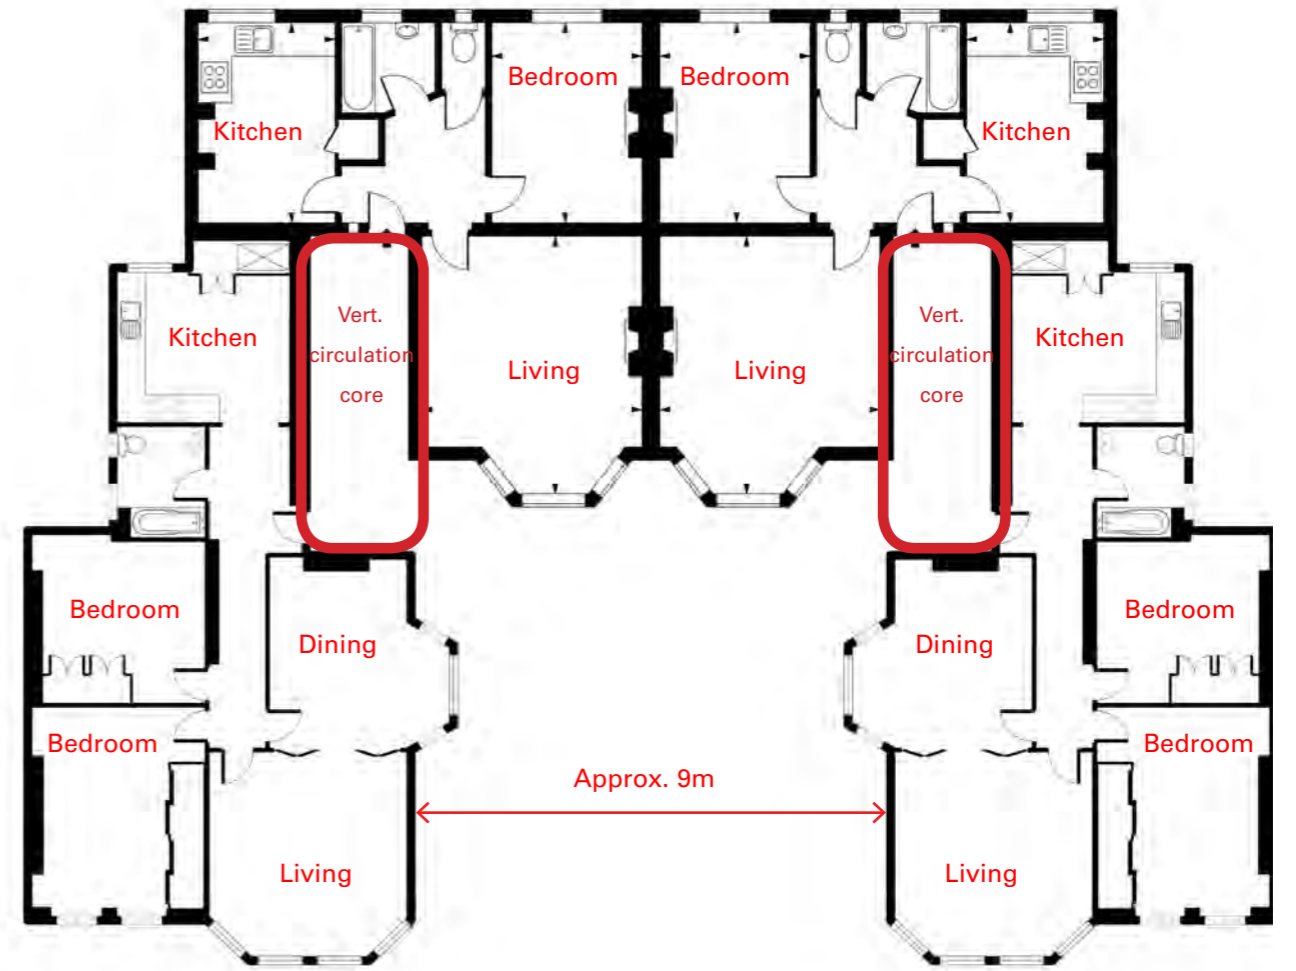 Bedroom
Bedroom
Kitchen
Kitchen
Vert.
circulation
core
Vert.
circulation
core
Kitchen
Kitchen
Living
Living
Bedroom
Bedroom
Dining
Dining
Bedroom
Bedroom
Approx. 9m
Living
Living